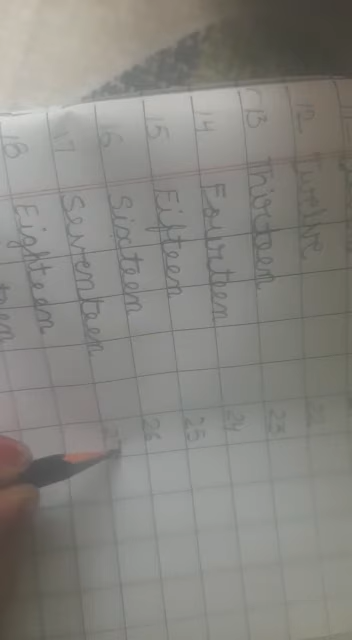 12 Twelve 22
13 Thirteen 23
14 Fourteen 24
15 Fifteen 25
16 Sixteen 26
17 Seventeen
18 Eighteen